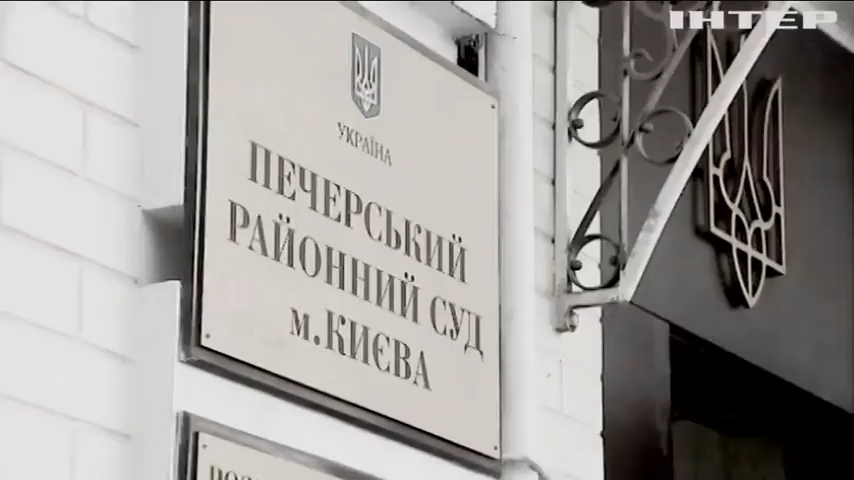 ІНТЕР
УКРАЇНА
ПЕЧЕРСЬКИЙ
РАЙОННИЙ СУД
м.КИЄВА